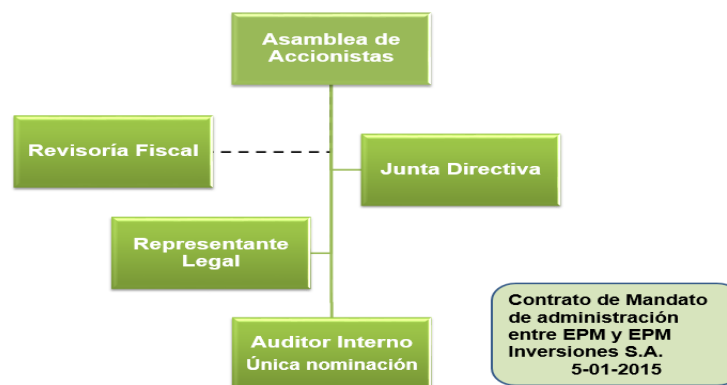 Asamblea de
Accionistas
Revisoría Fiscal
Junta Directiva
Representante
Legal
Auditor Interno
Única nominación
Contrato de Mandato
de administración
entre EPM y EPM
Inversiones S.A.
5-01-2015